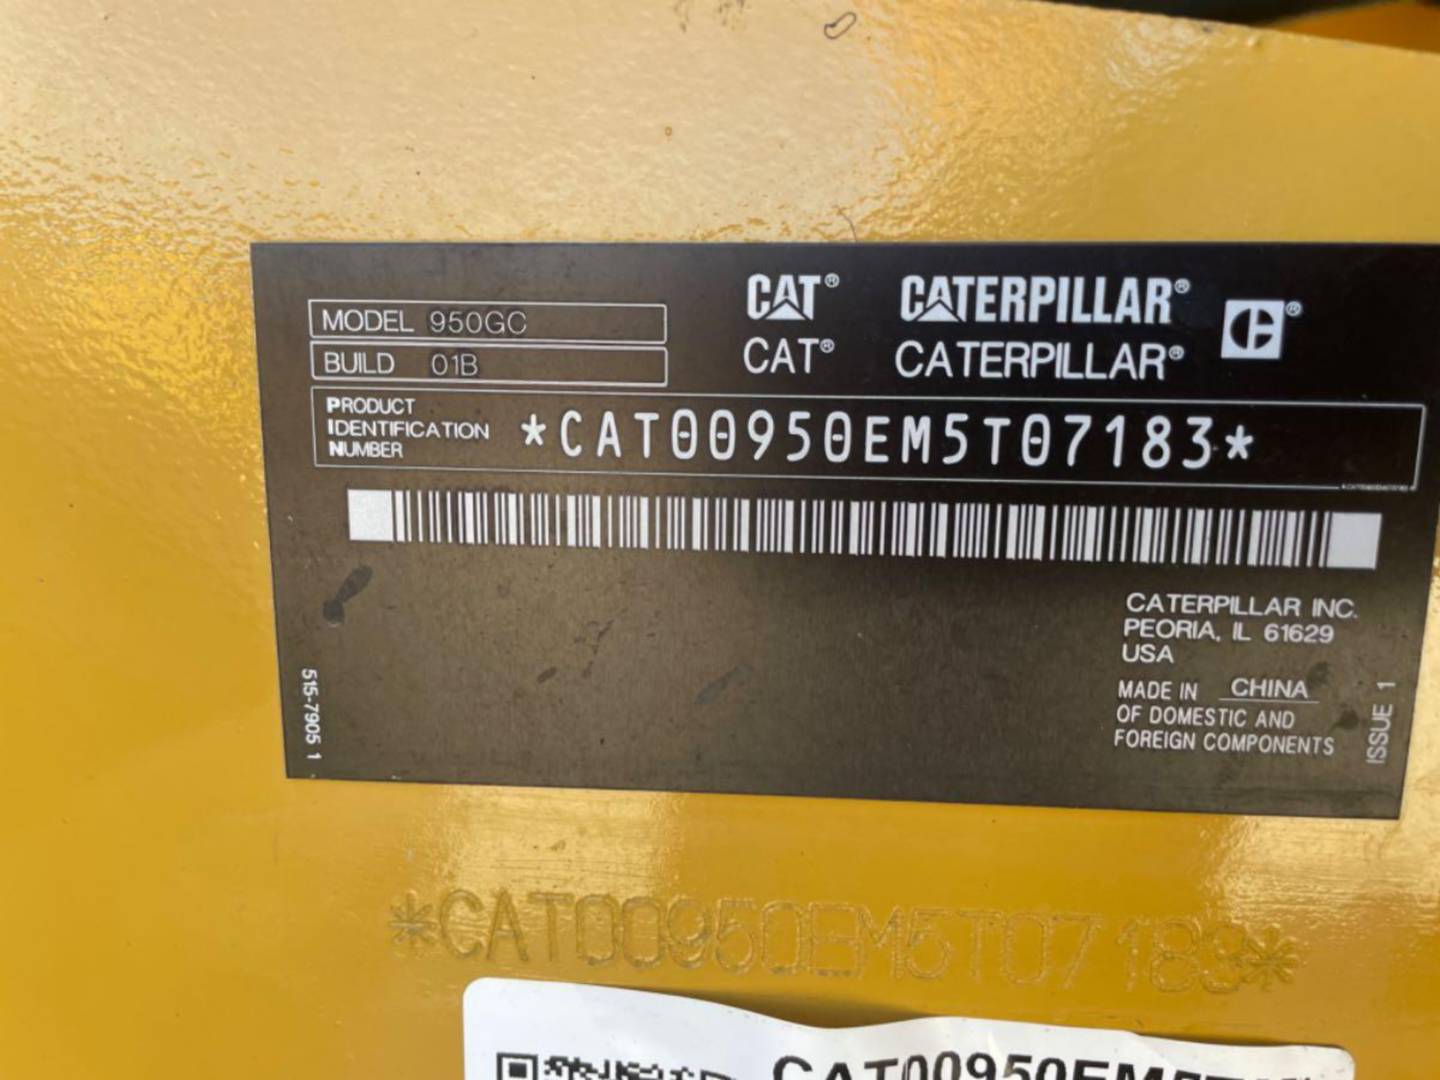 MODEL 950GC
BUILD 01B
CAT® CATERPILLAR®
CAT® CATERPILLAR®
PRODUCT
IDENTIFICATION
NUMBER
*CAT00950EM5T07183*
CATERPILLAR INC.
PEORIA, IL 61629
USA
MADE IN CHINA
OF DOMESTIC AND
FOREIGN COMPONENTS
515-7905 1
ISSUE 1
*CAT00950EM5T07183*